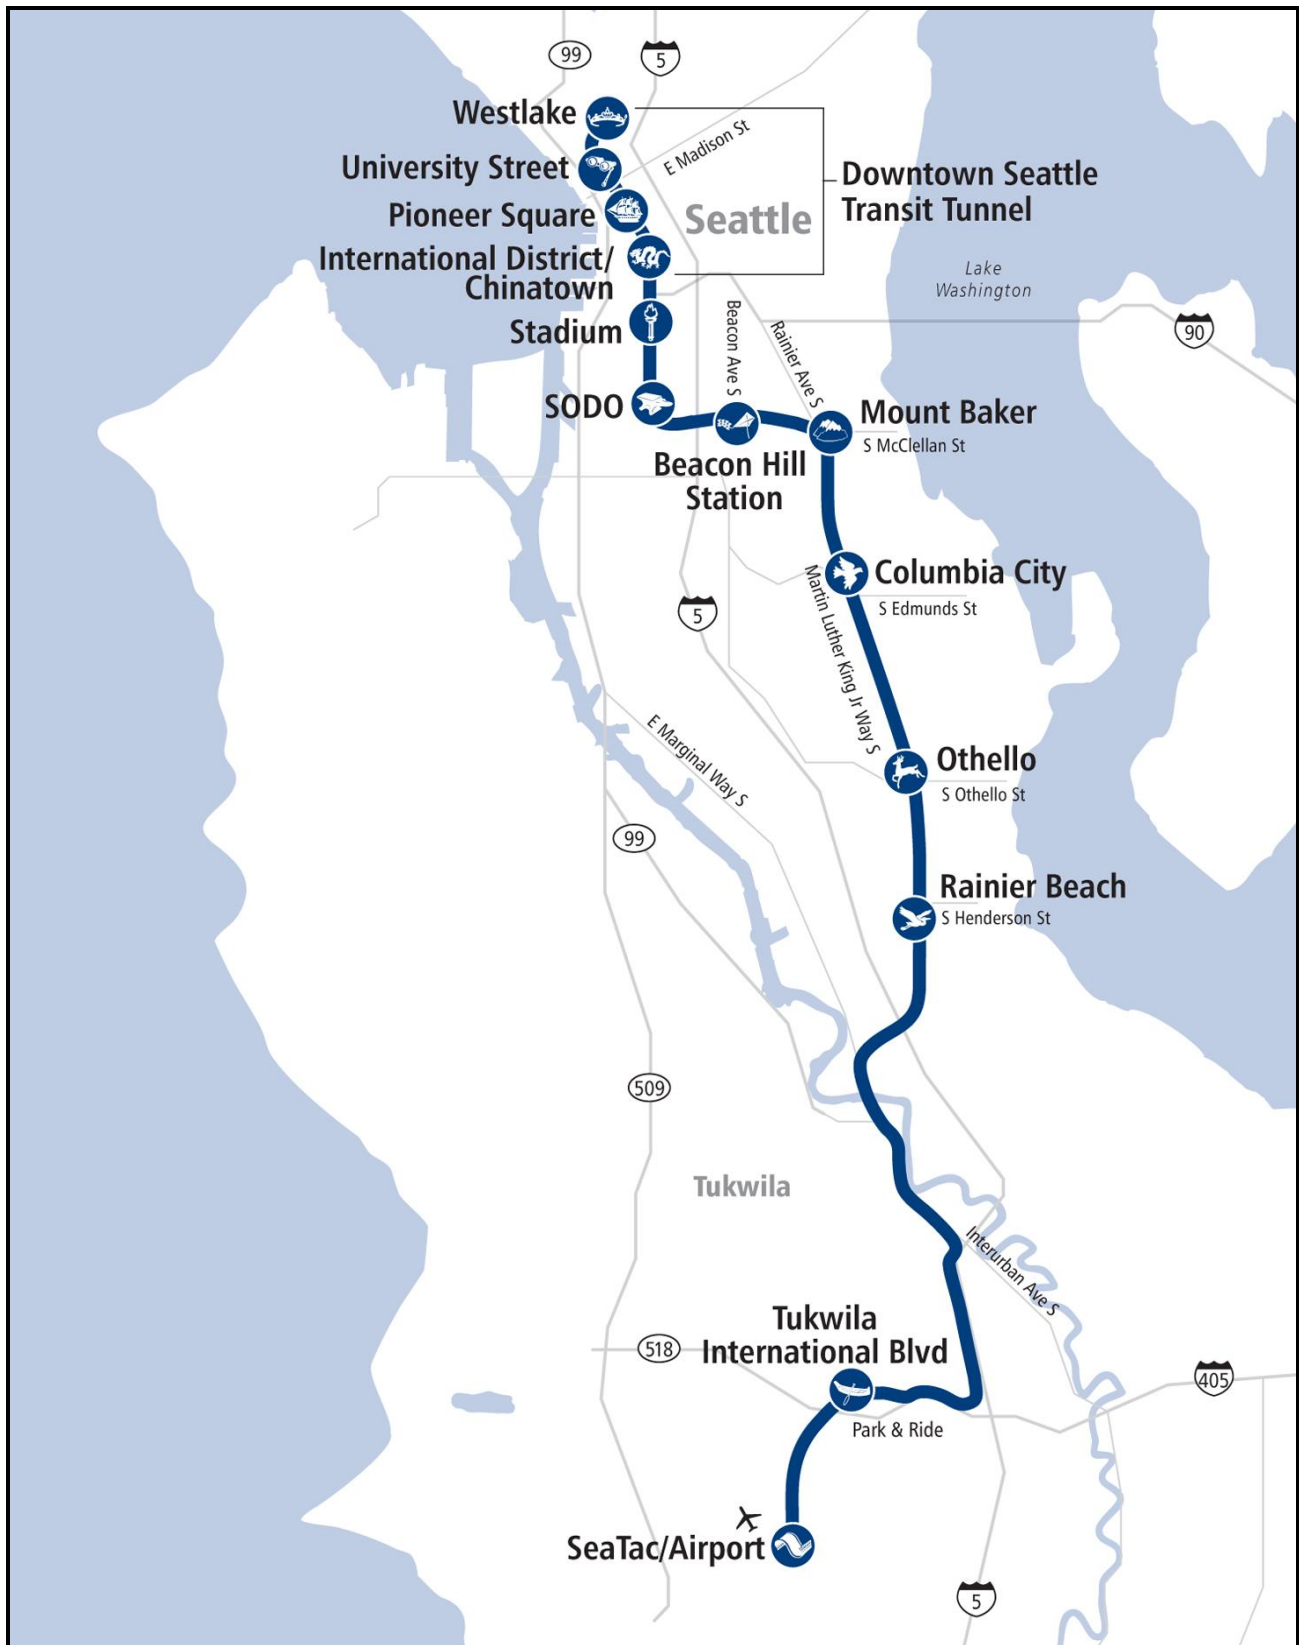 99
5
Westlake
E Madison St
University Street
Downtown Seattle
Transit Tunnel
Pioneer Square
Seattle
International District/
Chinatown
Lake
Washington
Stadium
Beacon Ave S
Rainier Ave S
90
SODO
Mount Baker
S McClellan St
Beacon Hill
Station
Columbia City
S Edmunds St
5
Martin Luther King Jr Way S
E Marginal Way S
Othello
S Othello St
99
Rainier Beach
S Henderson St
509
Tukwila
Interurban Ave S
Tukwila
International Blvd
518
405
Park & Ride
SeaTac/Airport
5